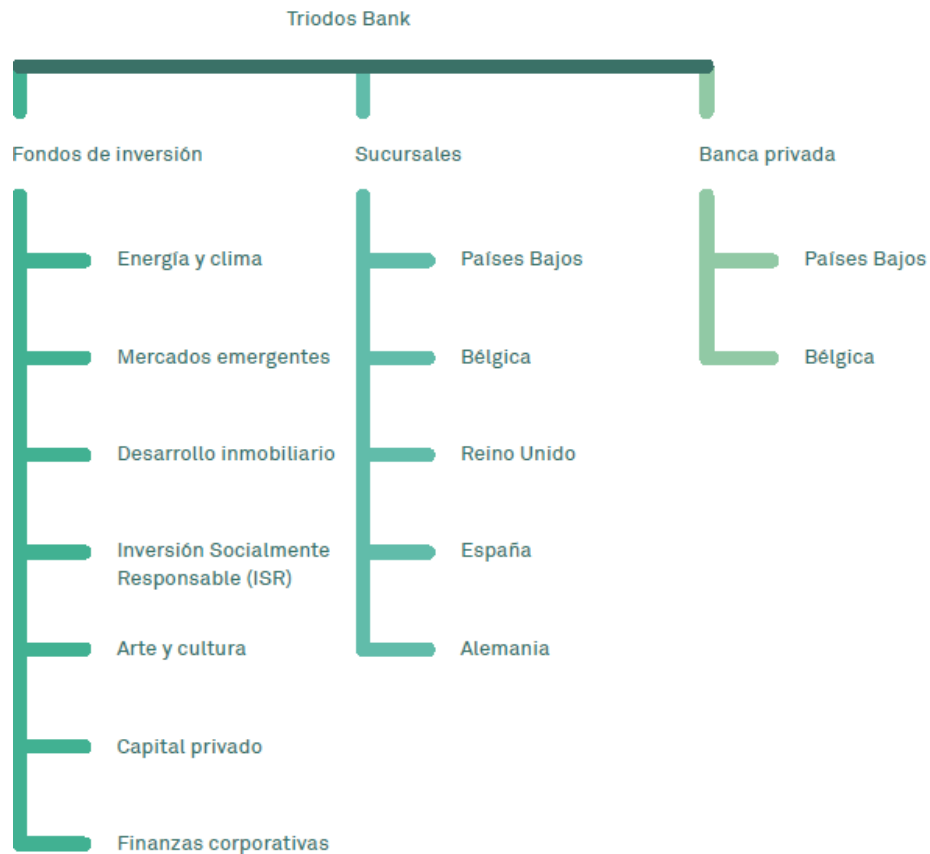 Triodos Bank
Fondos de inversión
Energía y clima
Mercados emergentes
Desarrollo inmobiliario
Inversión Socialmente
Responsable (ISR)
Arte y cultura
Capital privado
Finanzas corporativas
Sucursales
Países Bajos
Bélgica
Reino Unido
España
Alemania
Banca privada
Países Bajos
Bélgica